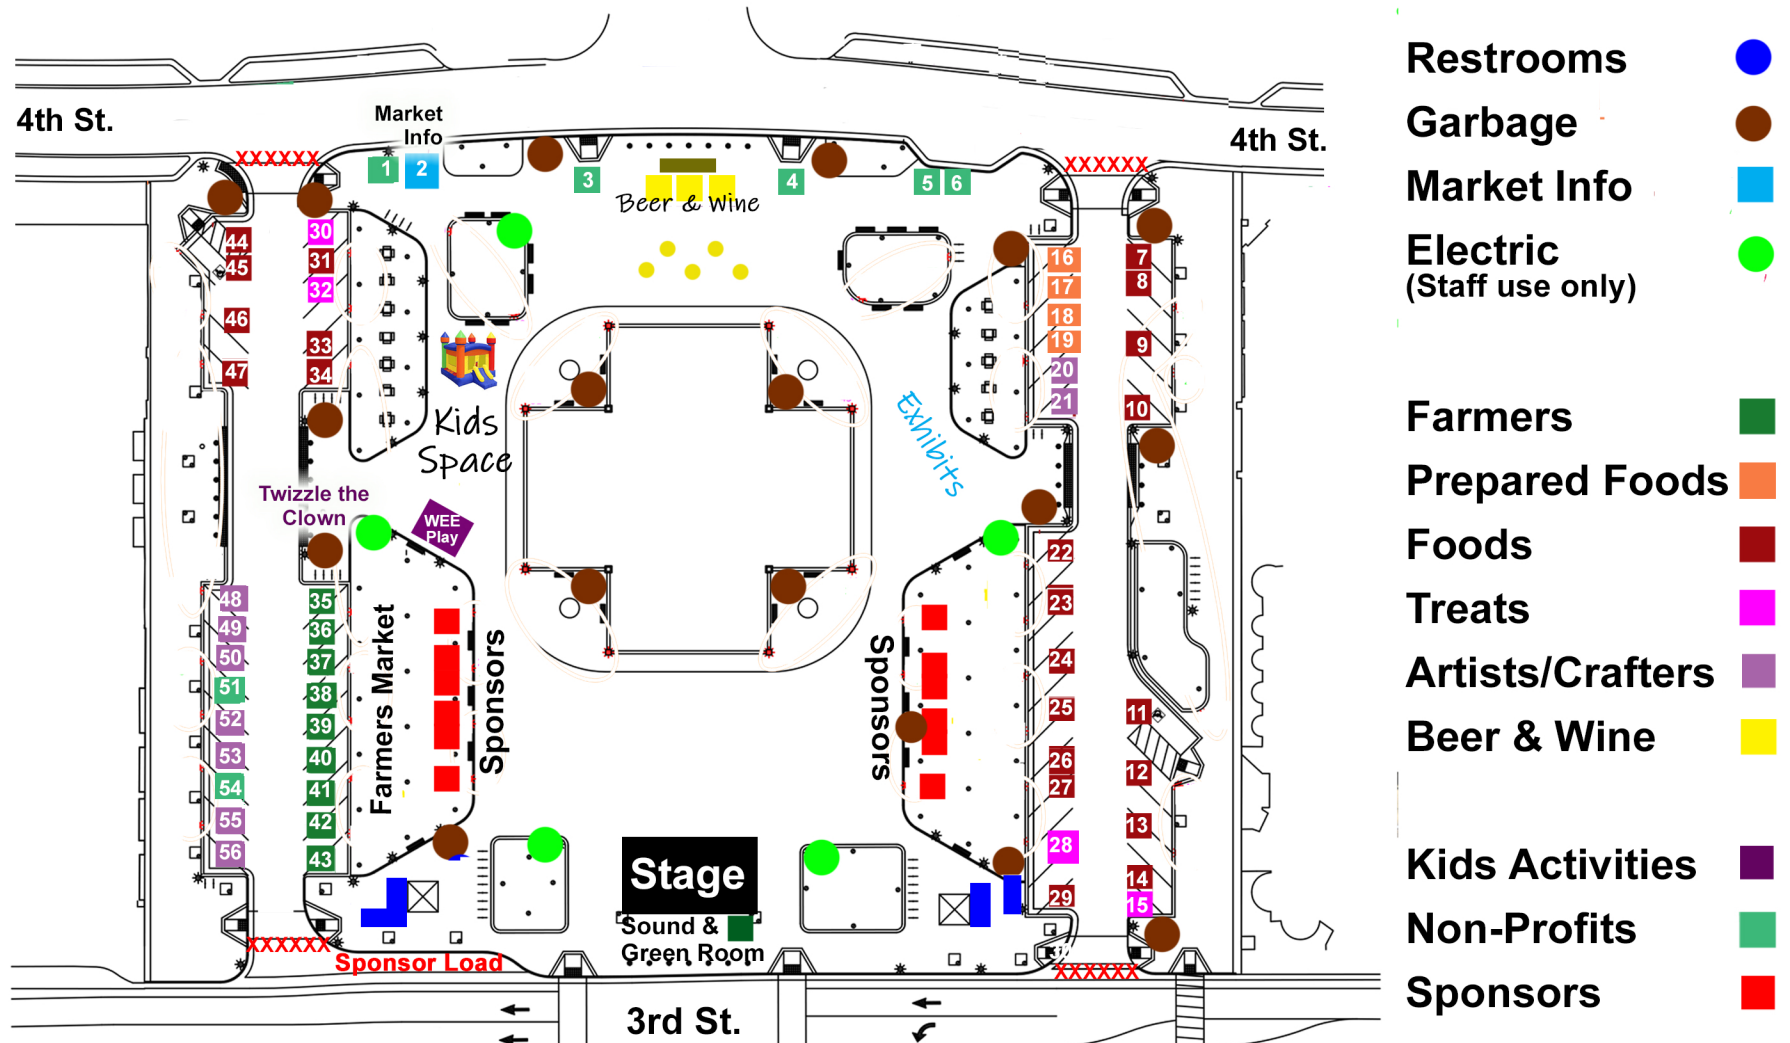 4th St.
Market
Info
4th St.
XXXXXX
XXXXXX
1
2
3
4
5
6
Beer & Wine
44
45
46
47
30
31
32
33
34
16
17
18
19
20
21
7
8
9
10
Kids
Space
Exhibits
Twizzle the
Clown
WEE
Play
48
49
50
51
52
53
54
55
56
35
36
37
38
39
40
41
42
43
Farmers Market
Sponsors
Sponsors
22
23
24
25
26
27
28
29
11
12
13
14
15
Stage
Sound &
Green Room
XXXXXX
Sponsor Load
XXXXXX
3rd St.
Restrooms
Garbage
Market Info
Electric
(Staff use only)
Farmers
Prepared Foods
Foods
Treats
Artists/Crafters
Beer & Wine
Kids Activities
Non-Profits
Sponsors